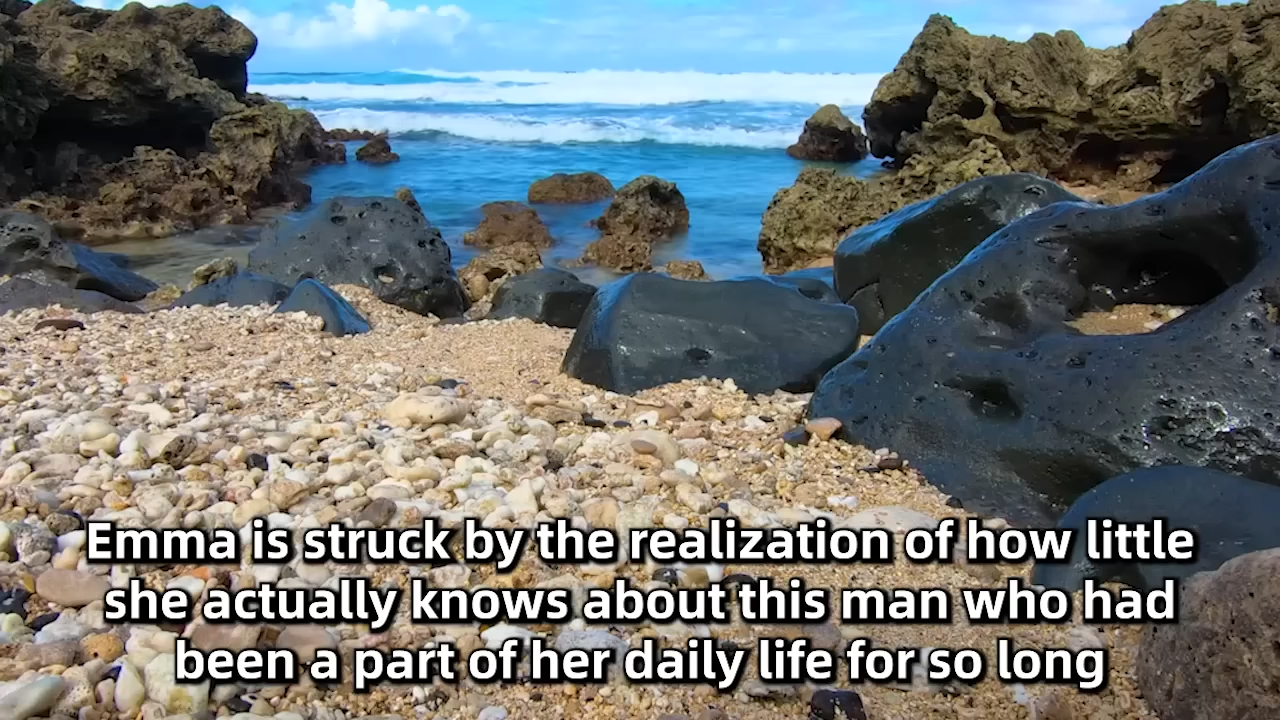 Emma is struck by the realization of how little
she actually knows about this man who had
been a part of her daily life for so long